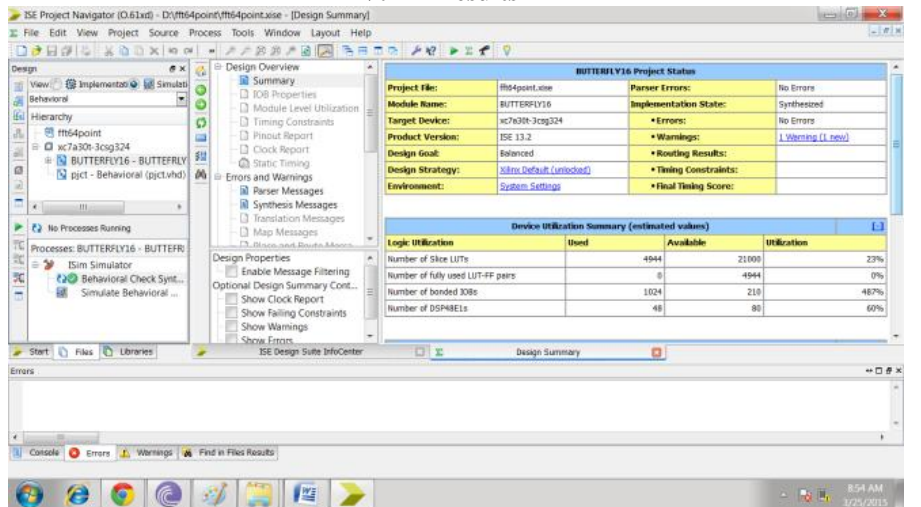 ISE Project Navigator (O.61xd) - D:\fft64point\fft64point.xise - [Design Summary]
File Edit View Project Source Process Tools Window Layout Help
Design
View: Implementatio Simulati
Behavioral
Hierarchy
fft64point
xc7a30t-3csg324
BUTTERFLY16 - BUTTEFRLY
pjct - Behavioral (pjct.vhd)
No Processes Running
Processes: BUTTERFLY16 - BUTTEFR
ISim Simulator
Behavioral Check Synt...
Simulate Behavioral ...
Start Files Libraries
Design Overview
Summary
IOB Properties
Module Level Utilization
Timing Constraints
Pinout Report
Clock Report
Static Timing
Errors and Warnings
Parser Messages
Synthesis Messages
Translation Messages
Map Messages
Design Properties
Enable Message Filtering
Optional Design Summary Cont...
Show Clock Report
Show Failing Constraints
Show Warnings
Show Errors
BUTTERFLY16 Project Status
Project File: fft64point.xise Parser Errors: No Errors
Module Name: BUTTERFLY16 Implementation State: Synthesized
Target Device: xc7a30t-3csg324 •Errors: No Errors
Product Version: ISE 13.2 •Warnings: 1 Warning (1 new)
Design Goal: Balanced •Routing Results:
Design Strategy: Xilinx Default (unlocked) •Timing Constraints:
Environment: System Settings •Final Timing Score:
Device Utilization Summary (estimated values) [-]
Logic Utilization Used Available Utilization
Number of Slice LUTs 4944 21000 23%
Number of fully used LUT-FF pairs 0 4944 0%
Number of bonded IOBs 1024 210 487%
Number of DSP48E1s 48 80 60%
ISE Design Suite InfoCenter Design Summary
Errors
Console Errors Warnings Find in Files Results
8:54 AM
3/25/2015